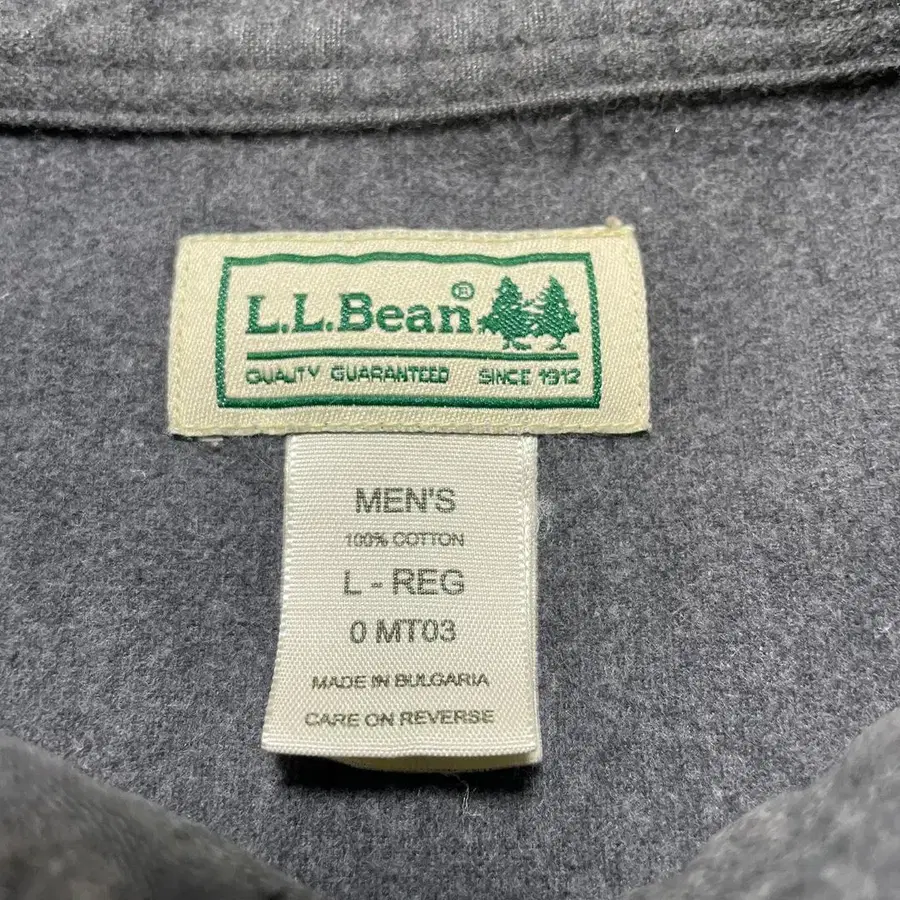 L.L.Bean®
QUALITY GUARANTEED SINCE 1912
MEN'S
100% COTTON
L - REG
0 MT03
MADE IN BULGARIA
CARE ON REVERSE